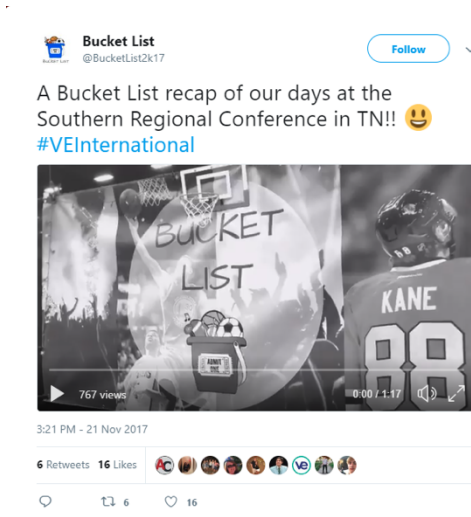 Bucket List
@BucketList2k17
Follow
A Bucket List recap of our days at the
Southern Regional Conference in TN!! 😃
#VEInternational
BUCKET
LIST
ADMIT
ONE
KANE
88
767 views
0:00 / 1:17
3:21 PM - 21 Nov 2017
6 Retweets 16 Likes
6 16